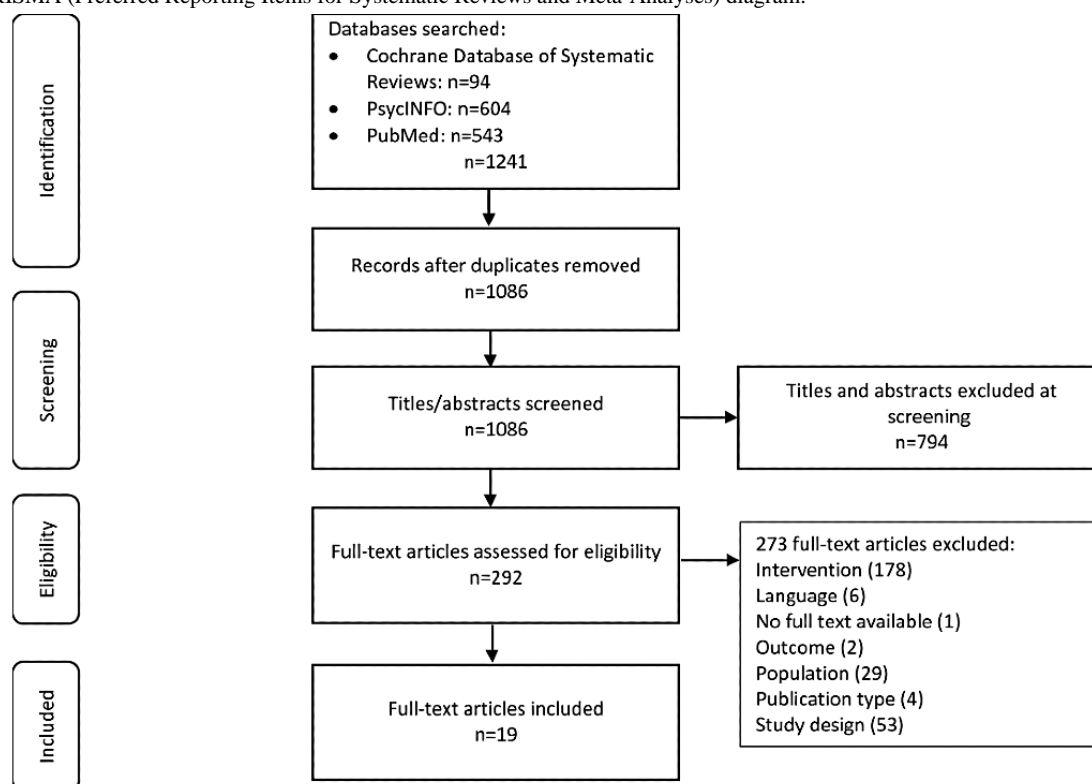 RISMA (Preferred Reporting Items for Systematic Reviews and Meta-Analyses) diagram.
Identification
Databases searched:
• Cochrane Database of Systematic
Reviews: n=94
• PsycINFO: n=604
• PubMed: n=543
n=1241
Records after duplicates removed
n=1086
Screening
Titles/abstracts screened
n=1086
Titles and abstracts excluded at
screening
n=794
Eligibility
Full-text articles assessed for eligibility
n=292
273 full-text articles excluded:
Intervention (178)
Language (6)
No full text available (1)
Outcome (2)
Population (29)
Publication type (4)
Study design (53)
Included
Full-text articles included
n=19